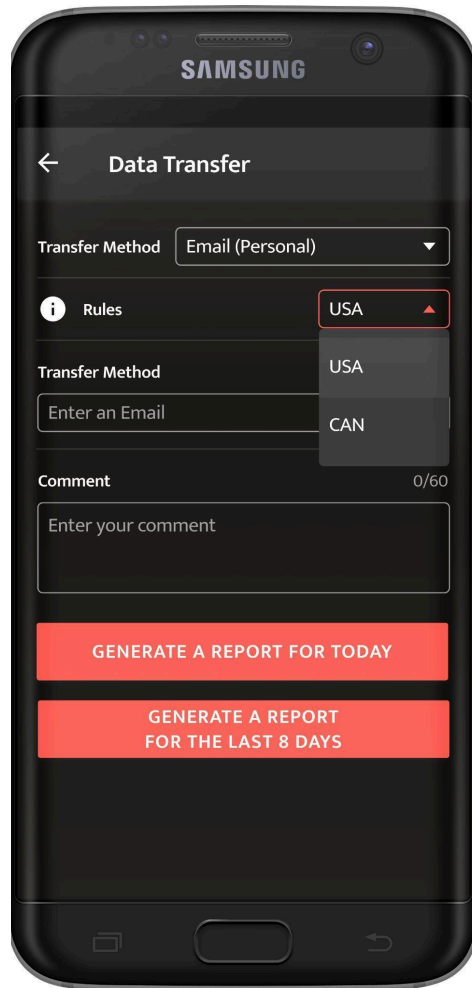 SAMSUNG
Data Transfer
Transfer Method
Email (Personal)
Rules
USA
USA
CAN
Transfer Method
Enter an Email
Comment
0/60
Enter your comment
GENERATE A REPORT FOR TODAY
GENERATE A REPORT
FOR THE LAST 8 DAYS